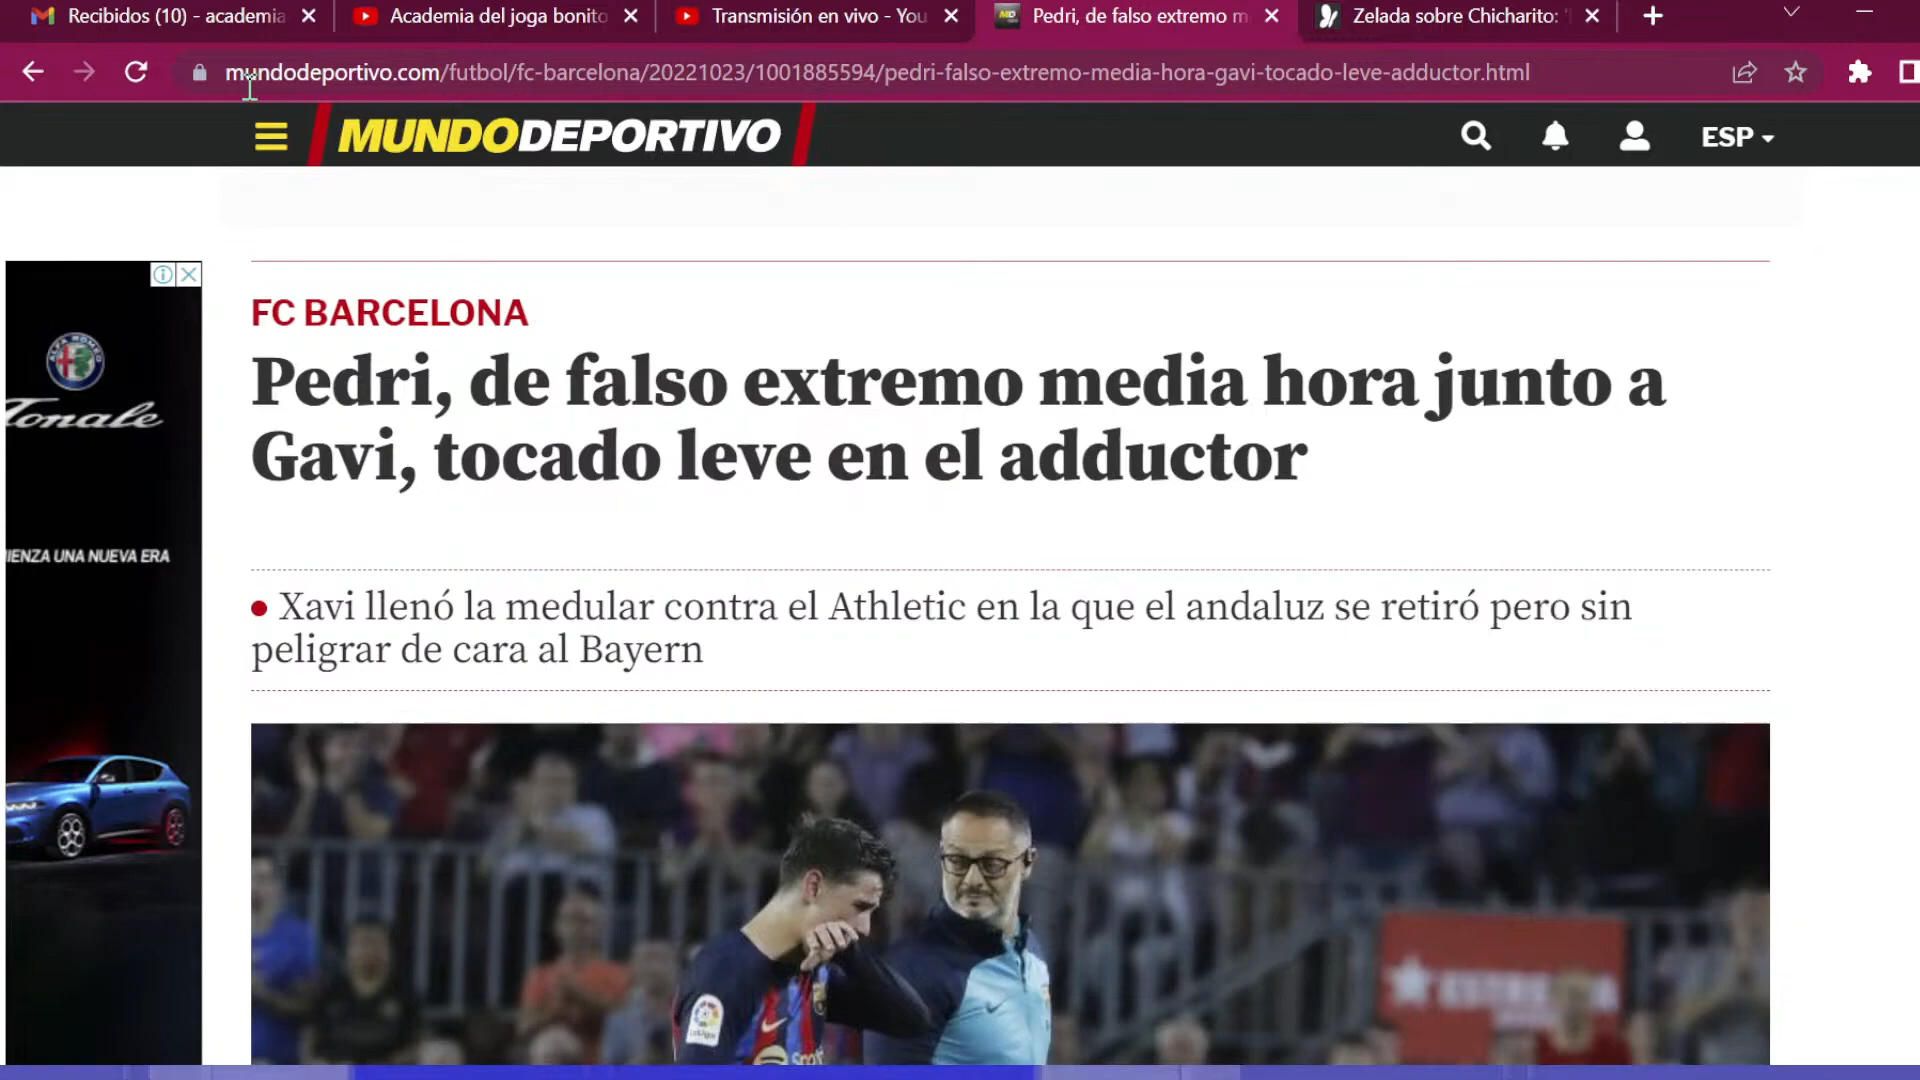 Recibidos (10) - academia
Academia del joga bonito
Transmisión en vivo - You
Pedri, de falso extremo m
Zelada sobre Chicharito: "
mundodeportivo.com/futbol/fc-barcelona/20221023/1001885594/pedri-falso-extremo-media-hora-gavi-tocado-leve-adductor.html
MUNDODEPORTIVO
ESP
FC BARCELONA
Pedri, de falso extremo media hora junto a
Gavi, tocado leve en el adductor
Xavi llenó la medular contra el Athletic en la que el andaluz se retiró pero sin
peligrar de cara al Bayern
ALFA ROMEO
Tonale
IENZA UNA NUEVA ERA
LaLiga